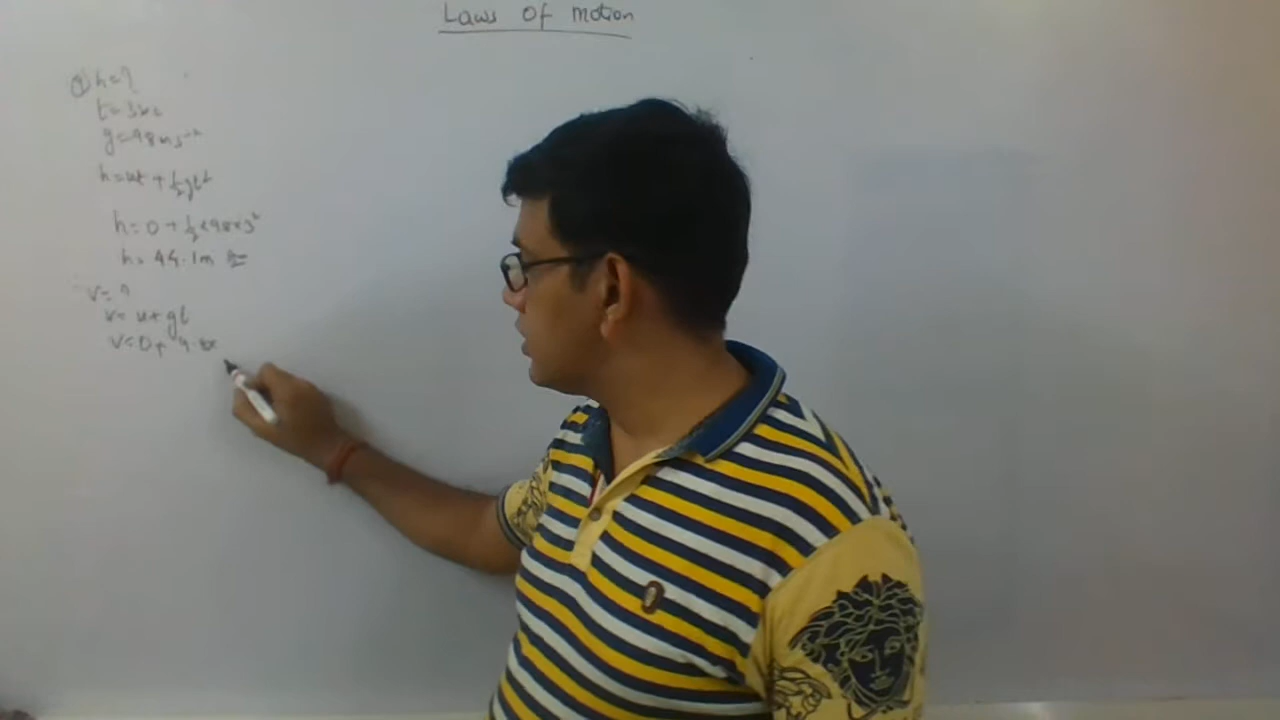 Laws of motion
h=?
t=3sec
g=9.8ms⁻²
h=ut + ½gt²
h=0+½×9.8×3²
h= 44.1m
v=?
v= u+gt
v=0+ 9.8×